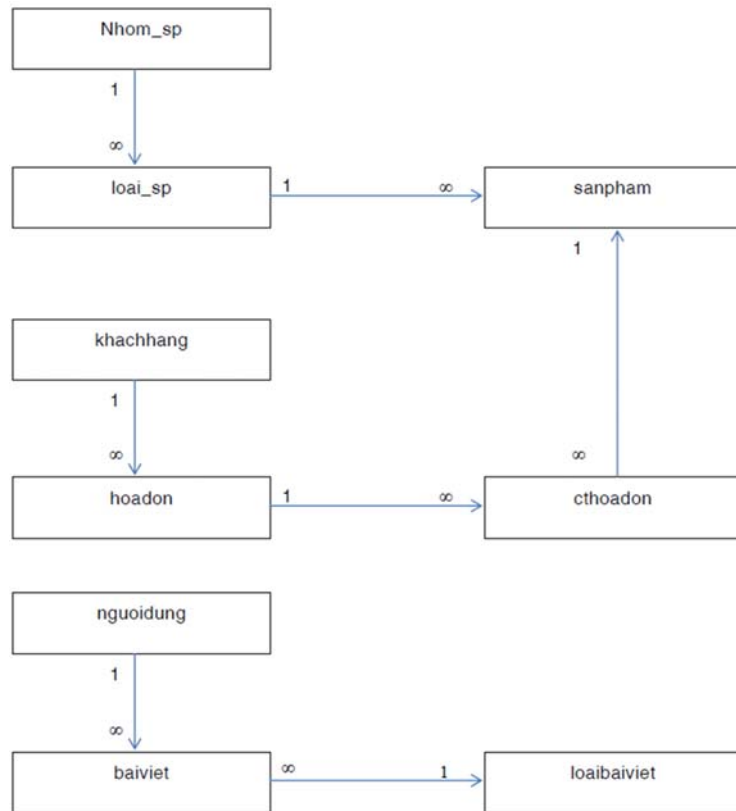 Nhom_sp
1
∞
loai_sp
1 ∞
sanpham
1
khachhang
1
∞
∞
hoadon
1 ∞
cthoadon
nguoidung
1
∞
baiviet
∞ 1
loaibaiviet